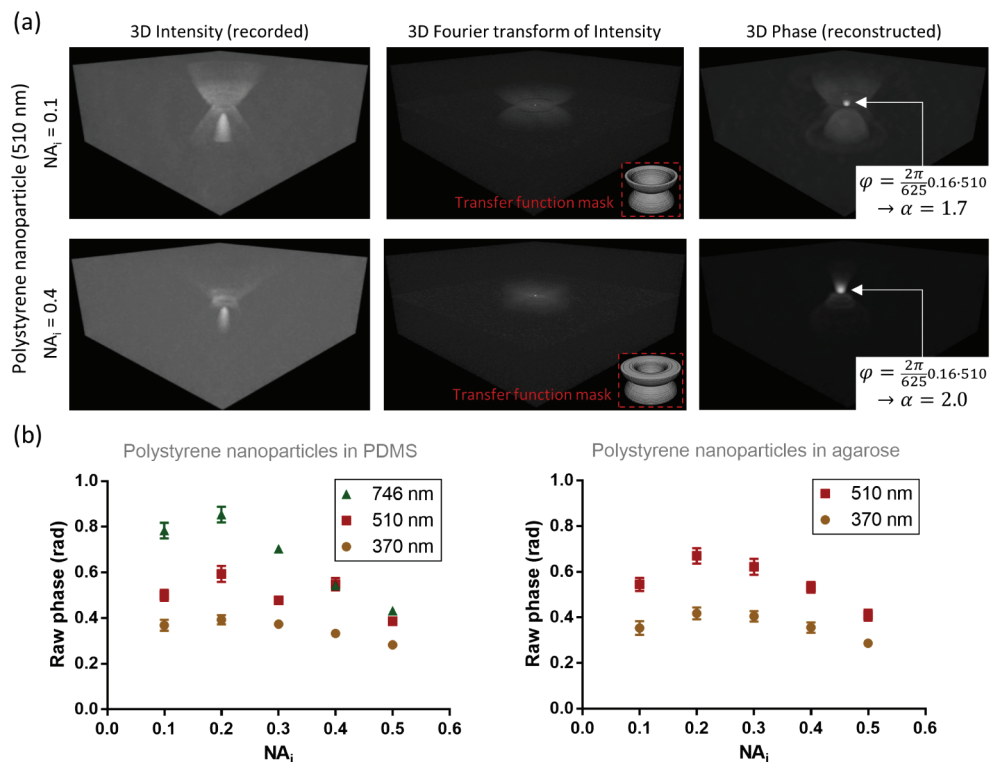 (a)
3D Intensity (recorded)
3D Fourier transform of Intensity
3D Phase (reconstructed)
Polystyrene nanoparticle (510 nm)
NAi = 0.1
Transfer function mask
φ = 2π/625 0.16·510
→ α = 1.7
NAi = 0.4
Transfer function mask
φ = 2π/625 0.16·510
→ α = 2.0
(b)
Polystyrene nanoparticles in PDMS
Raw phase (rad)
1.0
0.8
0.6
0.4
0.2
0.0
746 nm
510 nm
370 nm
0.0 0.1 0.2 0.3 0.4 0.5 0.6
NAi
Polystyrene nanoparticles in agarose
Raw phase (rad)
1.0
0.8
0.6
0.4
0.2
0.0
510 nm
370 nm
0.0 0.1 0.2 0.3 0.4 0.5 0.6
NAi